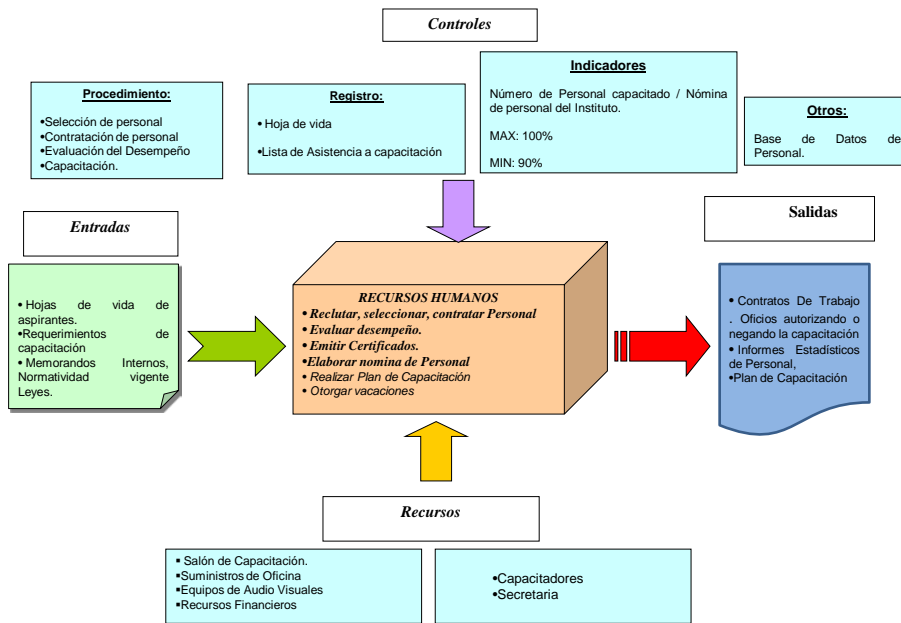 Controles
Procedimiento:
•Selección de personal
•Contratación de personal
•Evaluación del Desempeño
•Capacitación.
Registro:
• Hoja de vida
•Lista de Asistencia a capacitación
Indicadores
Número de Personal capacitado / Nómina
de personal del Instituto.
MAX: 100%
MIN: 90%
Otros:
Base de Datos de
Personal.
Entradas
• Hojas de vida de
aspirantes.
•Requerimientos de
capacitación
• Memorandos Internos,
Normatividad vigente
Leyes.
RECURSOS HUMANOS
• Reclutar, seleccionar, contratar Personal
• Evaluar desempeño.
• Emitir Certificados.
•Elaborar nomina de Personal
• Realizar Plan de Capacitación
• Otorgar vacaciones
Salidas
• Contratos De Trabajo
. Oficios autorizando o
negando la capacitación
• Informes Estadísticos
de Personal,
•Plan de Capacitación
Recursos
▪ Salón de Capacitación.
▪Suministros de Oficina
▪Equipos de Audio Visuales
▪Recursos Financieros
•Capacitadores
•Secretaria